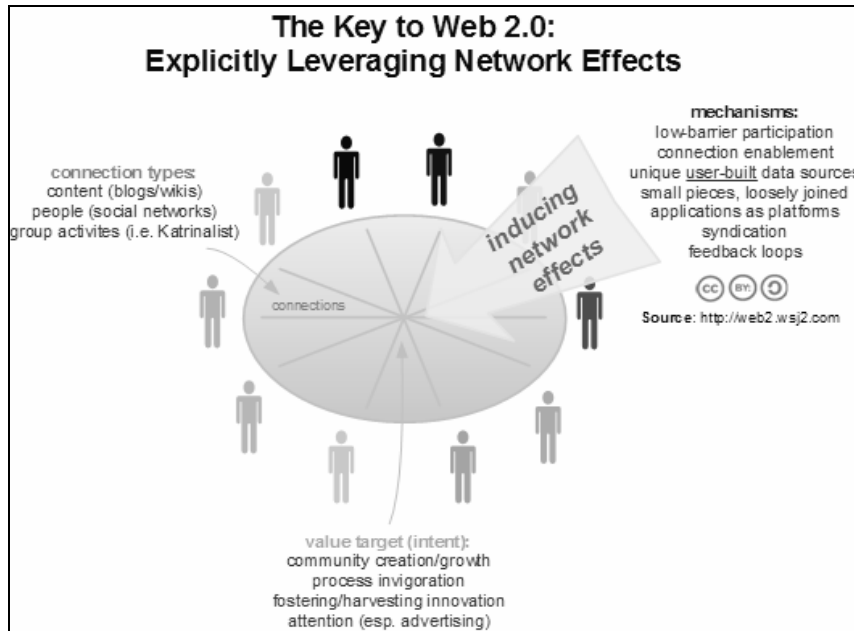 The Key to Web 2.0:
Explicitly Leveraging Network Effects
connection types:
content (blogs/wikis)
people (social networks)
group activites (i.e. Katrinalist)
mechanisms:
low-barrier participation
connection enablement
unique user-built data sources
small pieces, loosely joined
applications as platforms
syndication
feedback loops
cc BY:
Source: http://web2.wsj2.com
inducing
network
effects
connections
value target (intent):
community creation/growth
process invigoration
fostering/harvesting innovation
attention (esp. advertising)